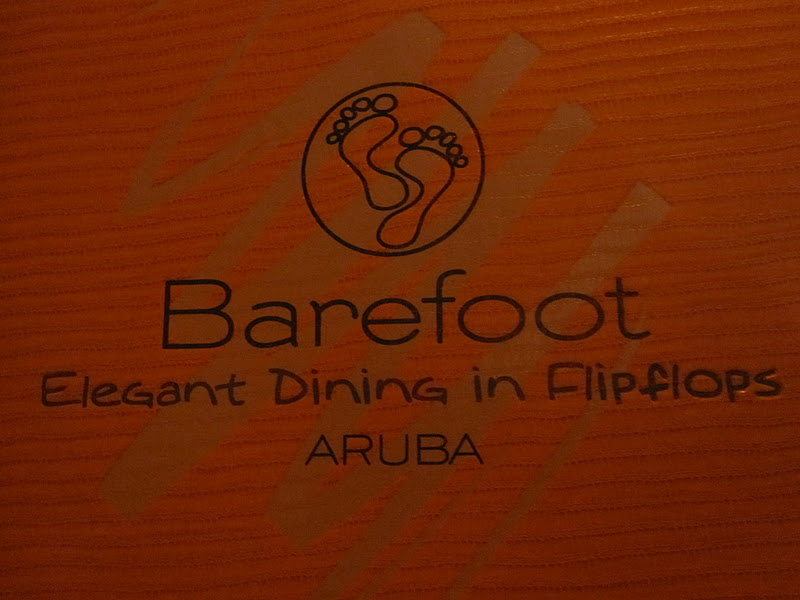 Barefoot
Elegant Dining in Flipflops
ARUBA